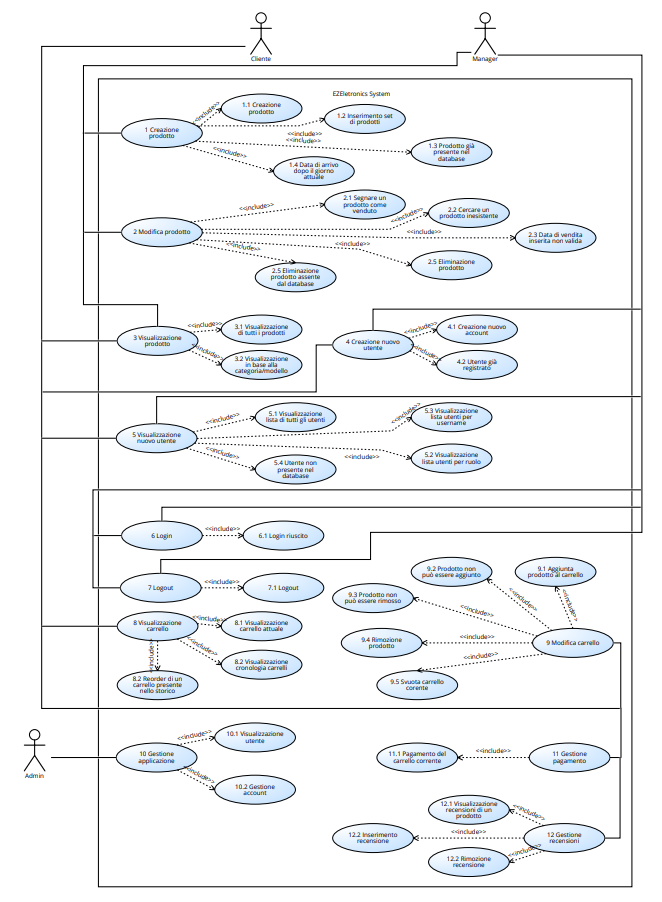 Cliente
Manager
EZEletronics System
<<include>>
1.1 Creazione
prodotto
1.2 Inserimento set
di prodotti
1 Creazione
prodotto
<<include>>
<<include>>
1.3 Prodotto già
presente nel
database
<<include>>
1.4 Data di arrivo
dopo il giorno
attuale
2.1 Segnare un
prodotto come
venduto
<<include>>
2.2 Cercare un
prodotto inesistente
<<include>>
2 Modifica prodotto
<<include>>
2.3 Data di vendita
inserita non valida
<<include>>
<<include>>
2.5 Eliminazione
prodotto
2.5 Eliminazione
prodotto assente
dal database
3 Visualizzazione
prodotto
<<include>>
3.1 Visualizzazione
di tutti i prodotti
<<include>>
3.2 Visualizzazione
in base alla
categoria/modello
4 Creazione nuovo
utente
<<include>>
4.1 Creazione nuovo
account
<<include>>
4.2 Utente già
registrato
5 Visualizzazione
nuovo utente
<<include>>
5.1 Visualizzazione
lista di tutti gli utenti
<<include>>
5.3 Visualizzazione
lista utenti per
username
<<include>>
5.4 Utente non
presente nel
database
<<include>>
5.2 Visualizzazione
lista utenti per ruolo
6 Login
<<include>>
6.1 Login riuscito
7 Logout
<<include>>
7.1 Logout
9.2 Prodotto non
può essere aggiunto
9.1 Aggiunta
prodotto al carrello
9.3 Prodotto non
può essere rimosso
<<include>>
<<include>>
<<include>>
8 Visualizzazione
carrello
<<include>>
8.1 Visualizzazione
carrello attuale
<<include>>
<<include>>
8.2 Visualizzazione
cronologia carrelli
8.2 Reorder di un
carrello presente
nello storico
9.4 Rimozione
prodotto
<<include>>
9 Modifica carrello
<<include>>
9.5 Svuota carrello
corente
Admin
10 Gestione
applicazione
<<include>>
10.1 Visualizzazione
utente
<<include>>
10.2 Gestione
account
11.1 Pagamento del
carrello corrente
<<include>>
11 Gestione
pagamento
12.1 Visualizzazione
recensioni di un
prodotto
<<include>>
12.2 Inserimento
recensione
<<include>>
12 Gestione
recensioni
<<include>>
12.2 Rimozione
recensione